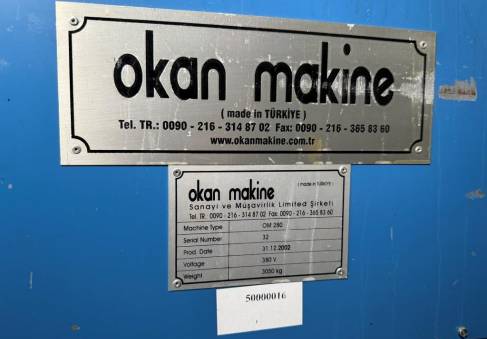 okan makine
( made in TÜRKİYE )
Tel. TR.: 0090 - 216 - 314 87 02 Fax: 0090 - 216 - 365 83 60
www.okanmakine.com.tr
okan makine ( made in TÜRKİYE )
Sanayi ve Müşavirlik Limited Şirketi
Tel. TR: 0090 - 216 - 314 87 02 Fax: 0090 - 216 - 365 83 60
Machine Type OM 280
Serial Number 32
Prod. Date 31.12.2002
Voltage 380 V
Weight 3050 kg
50000016